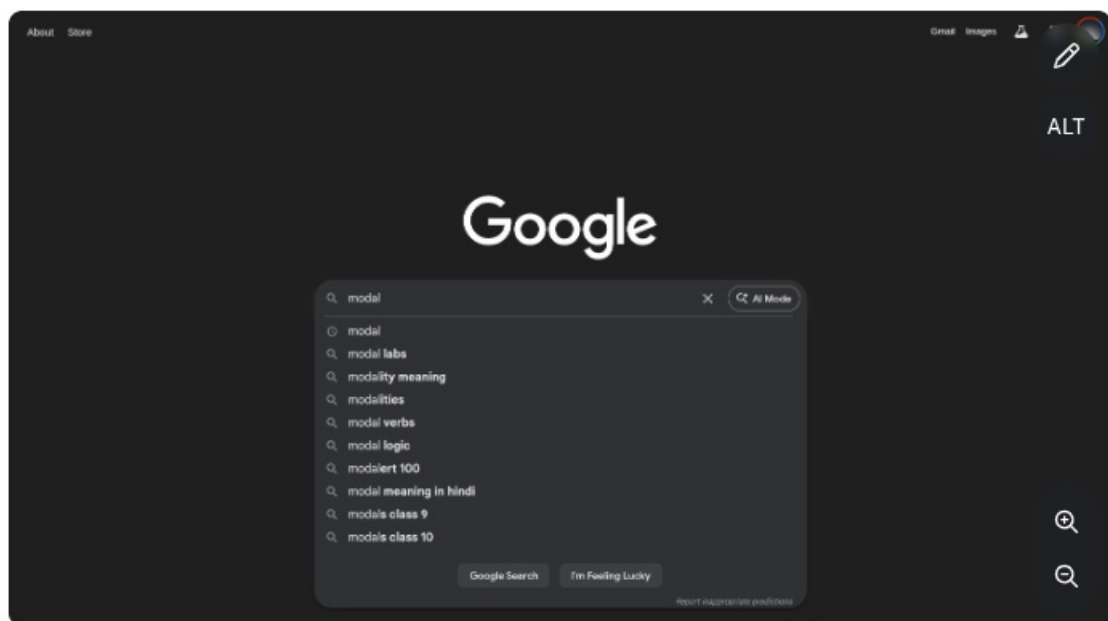 About Store
Gmail Images
ALT
Google
modal
AI Mode
modal
modal labs
modality meaning
modalities
modal verbs
modal logic
modalert 100
modal meaning in hindi
modals class 9
modals class 10
Google Search I'm Feeling Lucky
Report inappropriate predictions